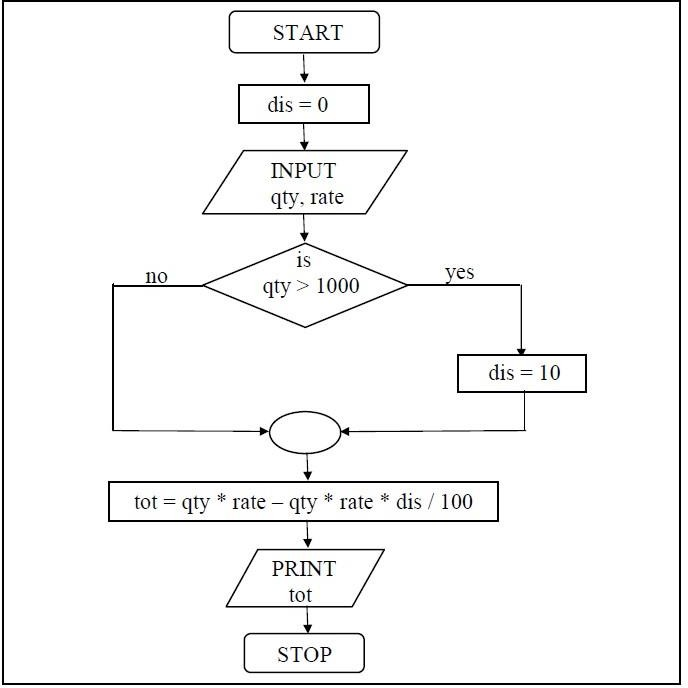 START
dis = 0
INPUT
qty, rate
is
qty > 1000
no
yes
dis = 10
tot = qty * rate – qty * rate * dis / 100
PRINT
tot
STOP